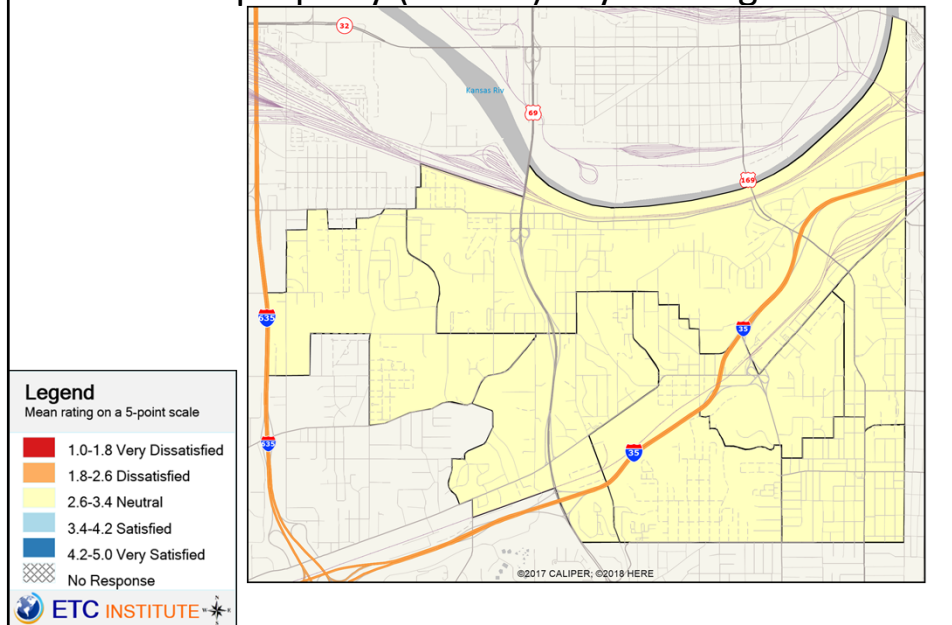 32
Kansas Riv
69
169
635
35
635
35
Legend
Mean rating on a 5-point scale
1.0-1.8 Very Dissatisfied
1.8-2.6 Dissatisfied
2.6-3.4 Neutral
3.4-4.2 Satisfied
4.2-5.0 Very Satisfied
No Response
©2017 CALIPER; ©2018 HERE
ETC INSTITUTE